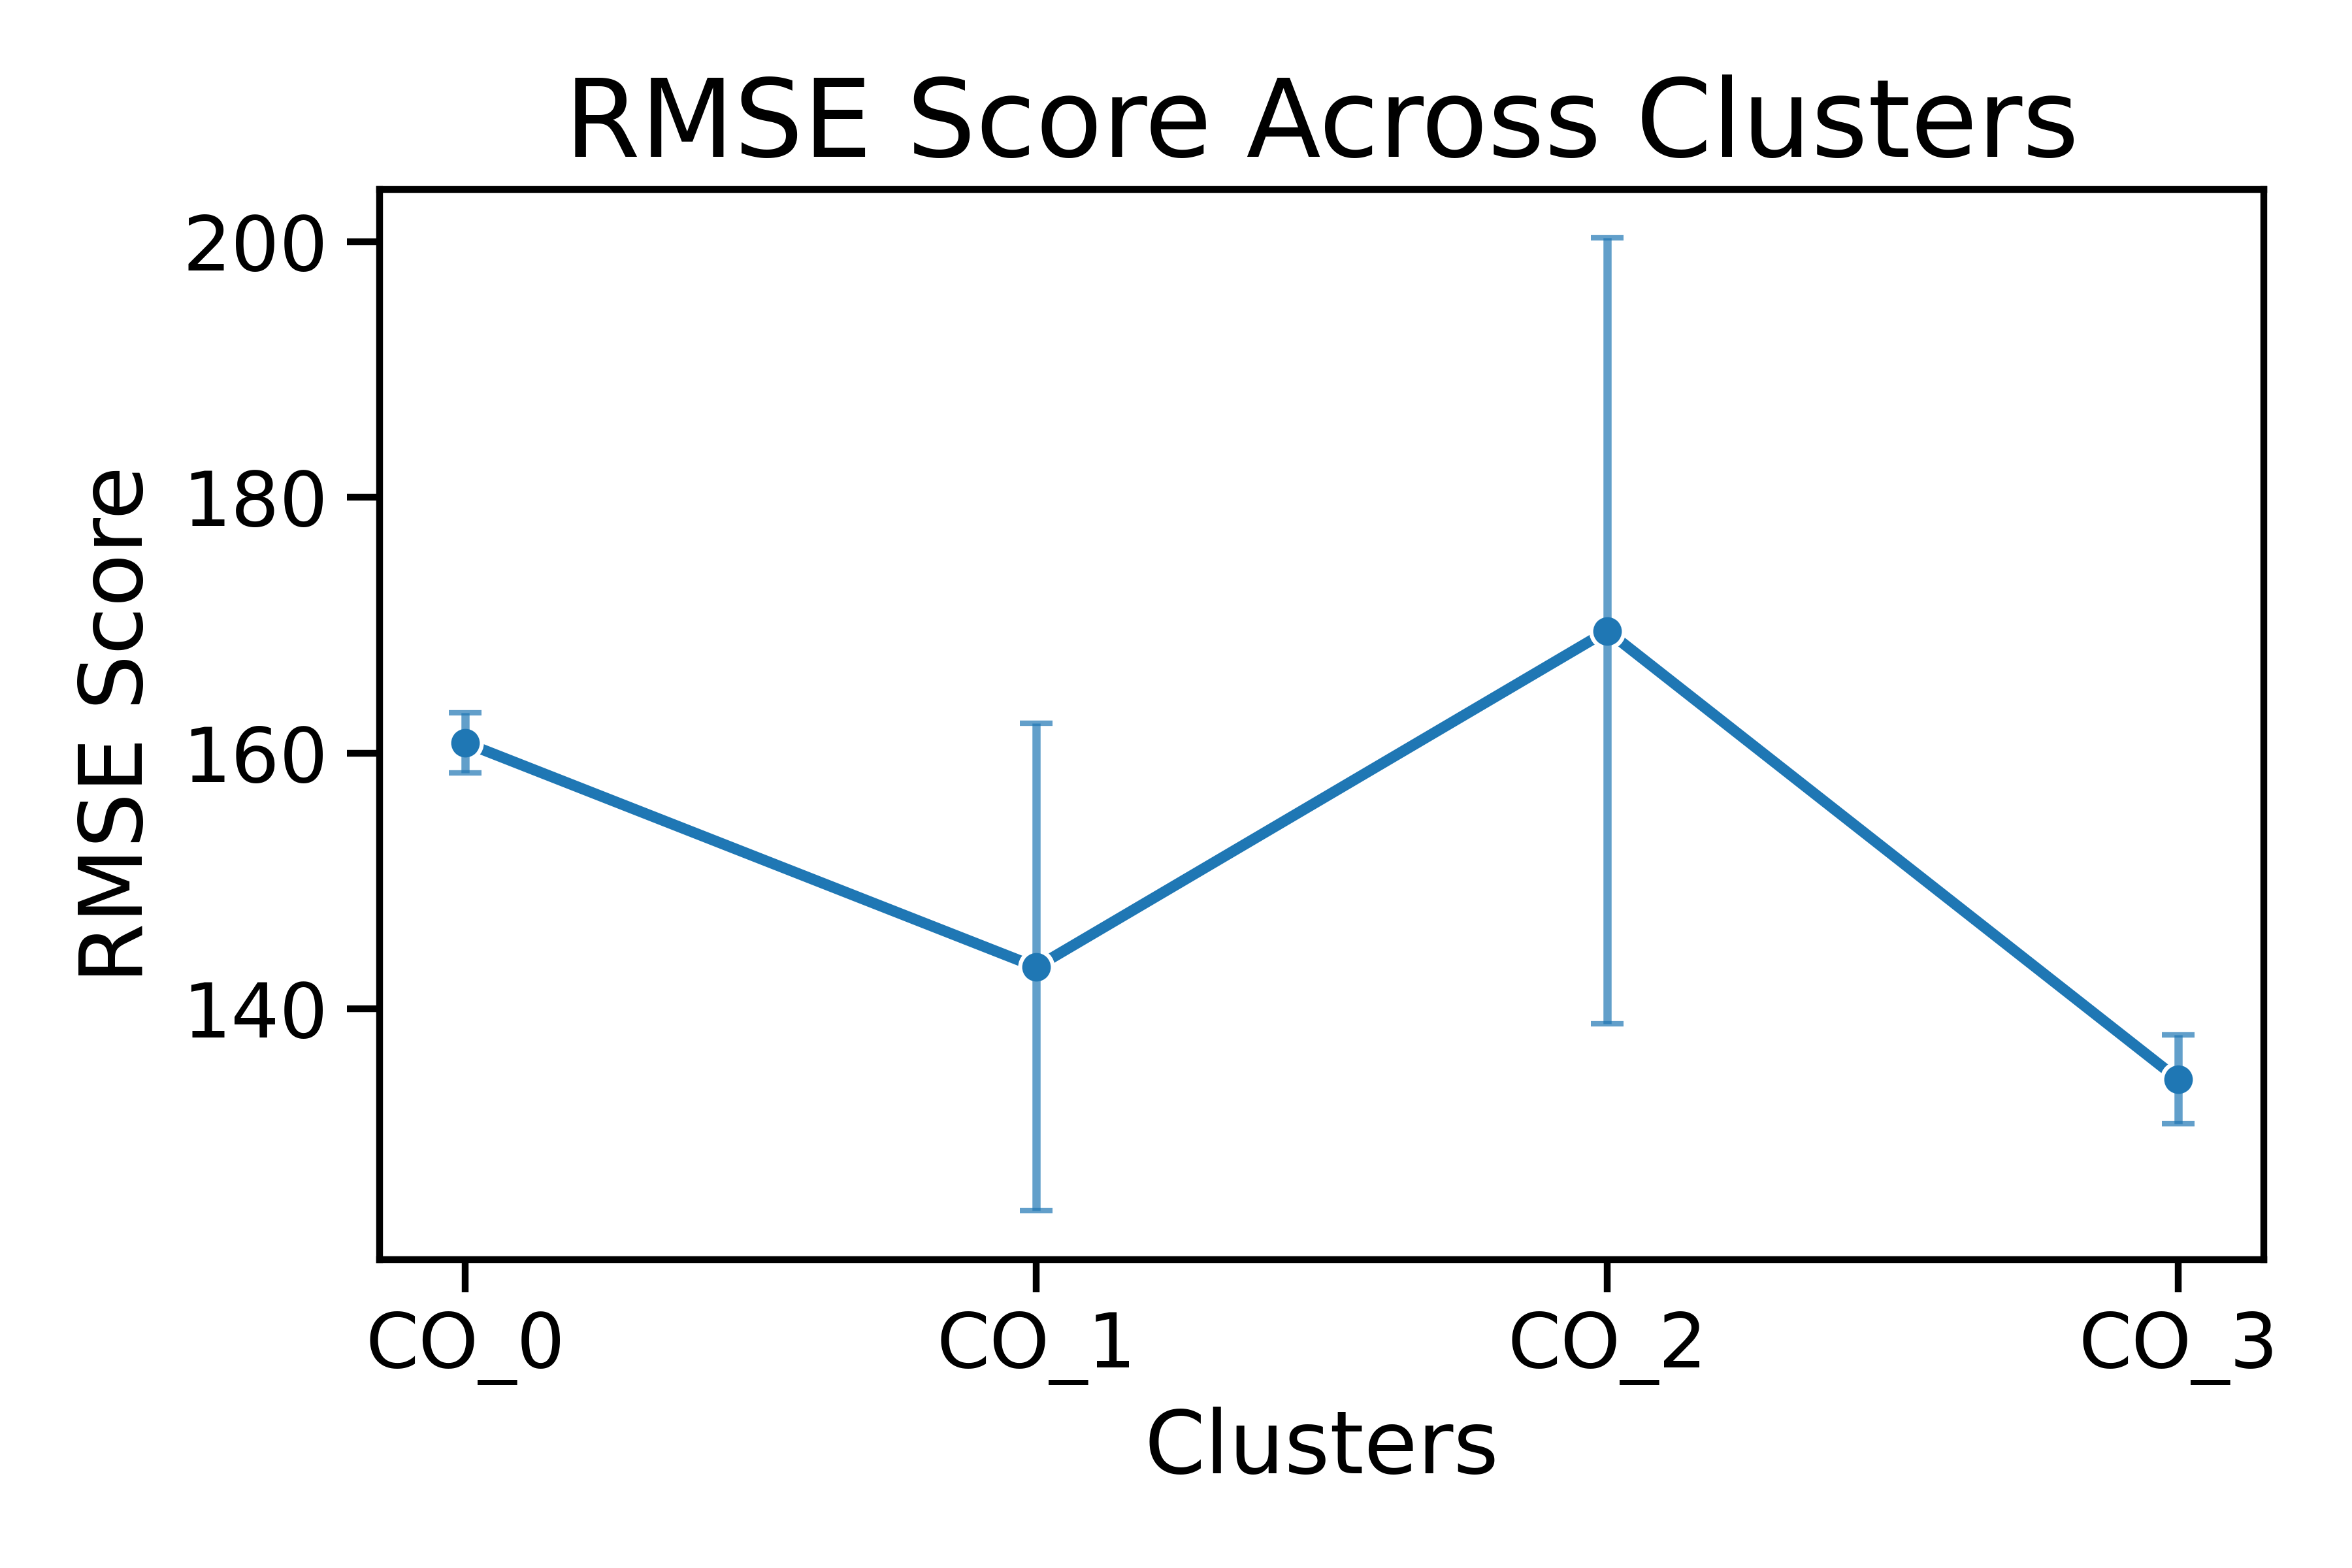 RMSE Score Across Clusters
RMSE Score
200
180
160
140
CO_0 CO_1 CO_2 CO_3
Clusters